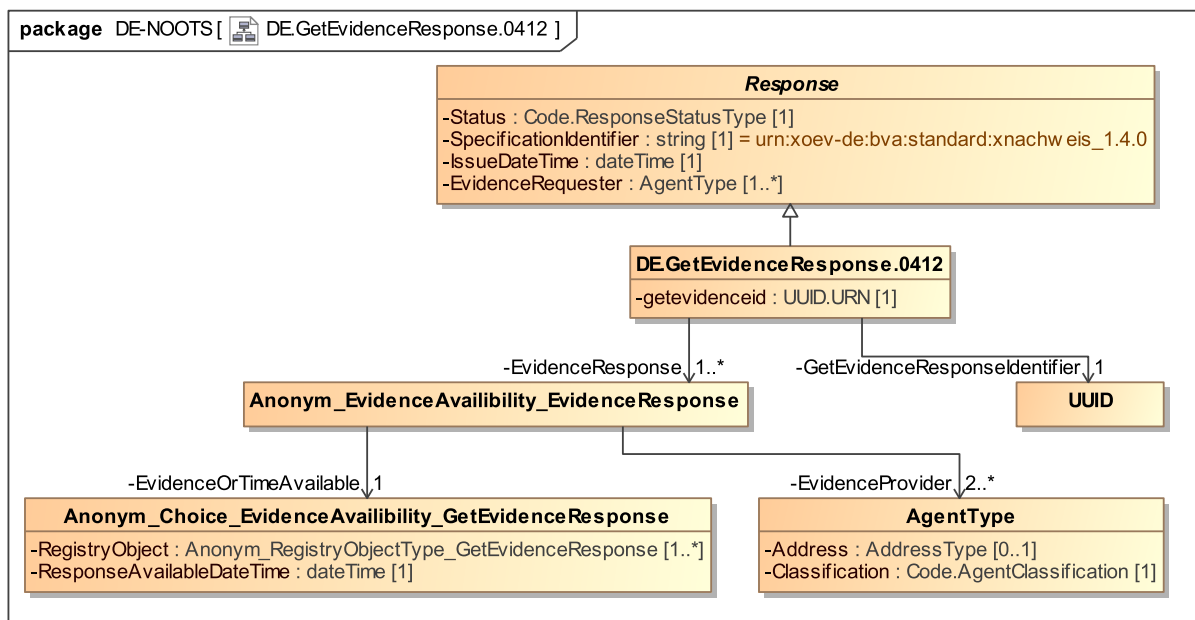 package DE-NOOTS [ DE.GetEvidenceResponse.0412 ]
Response
-Status : Code.ResponseStatusType [1]
-SpecificationIdentifier : string [1] = urn:xoev-de:bva:standard:xnachweis_1.4.0
-IssueDateTime : dateTime [1]
-EvidenceRequester : AgentType [1..*]
DE.GetEvidenceResponse.0412
-getevidenceid : UUID.URN [1]
-EvidenceResponse 1..*
-GetEvidenceResponseIdentifier 1
Anonym_EvidenceAvailibility_EvidenceResponse
UUID
-EvidenceOrTimeAvailable 1
-EvidenceProvider 2..*
Anonym_Choice_EvidenceAvailibility_GetEvidenceResponse
-RegistryObject : Anonym_RegistryObjectType_GetEvidenceResponse [1..*]
-ResponseAvailableDateTime : dateTime [1]
AgentType
-Address : AddressType [0..1]
-Classification : Code.AgentClassification [1]